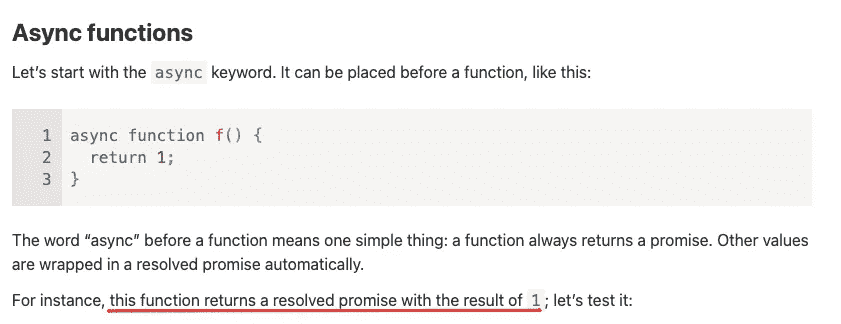 Async functions
Let’s start with the async keyword. It can be placed before a function, like this:
1 async function f() {
2   return 1;
3 }
The word “async” before a function means one simple thing: a function always returns a promise. Other values
are wrapped in a resolved promise automatically.
For instance, this function returns a resolved promise with the result of 1; let’s test it: